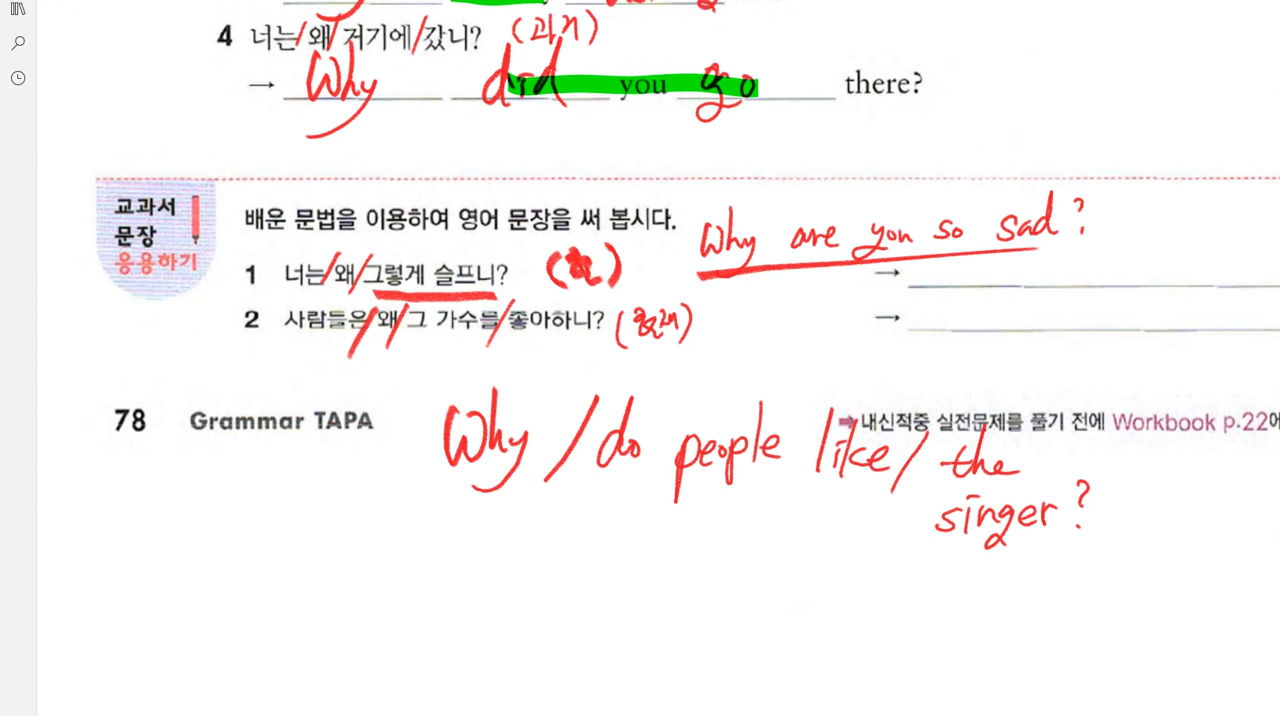 4 너는/왜/거기에/갔니? (과거)
→ Why did you go there?
교과서
문장
응용하기
배운 문법을 이용하여 영어 문장을 써 봅시다.
Why are you so sad?
1 너는/왜/그렇게 슬프니? →
2 사람들은/왜/그 가수를/좋아하니? (현재) →
78 Grammar TAPA
➡ 내신적중 실전문제를 풀기 전에 Workbook p.22에
Why / do people like / the
singer?